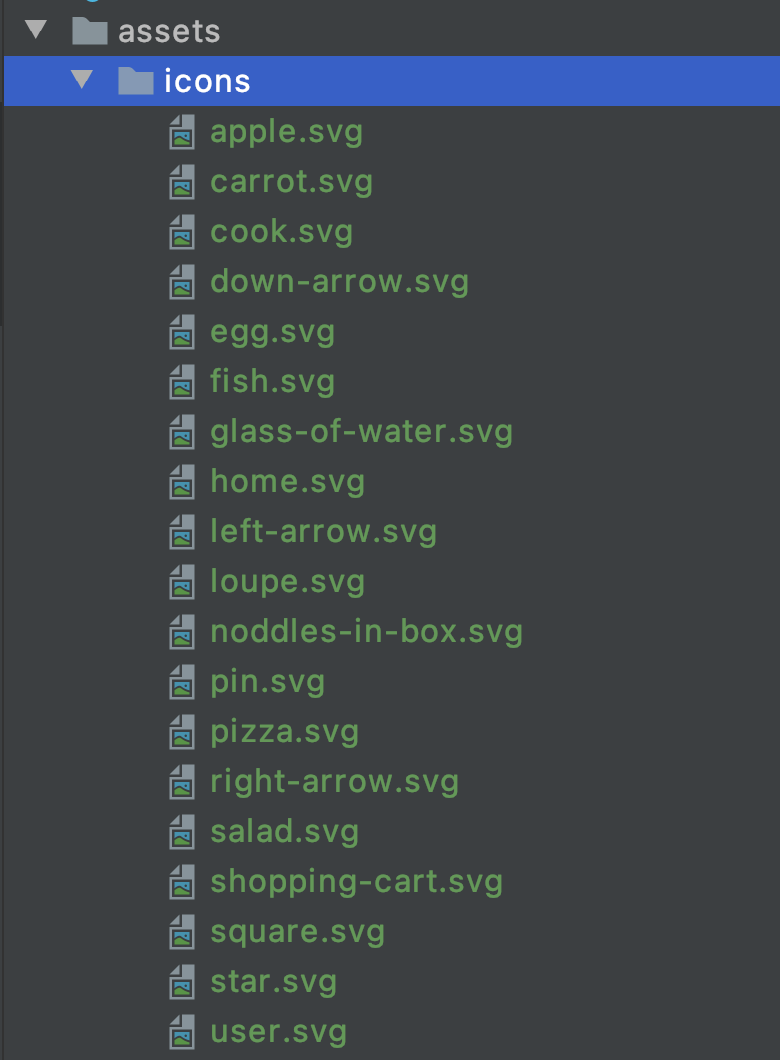 assets
icons
apple.svg
carrot.svg
cook.svg
down-arrow.svg
egg.svg
fish.svg
glass-of-water.svg
home.svg
left-arrow.svg
loupe.svg
noddles-in-box.svg
pin.svg
pizza.svg
right-arrow.svg
salad.svg
shopping-cart.svg
square.svg
star.svg
user.svg